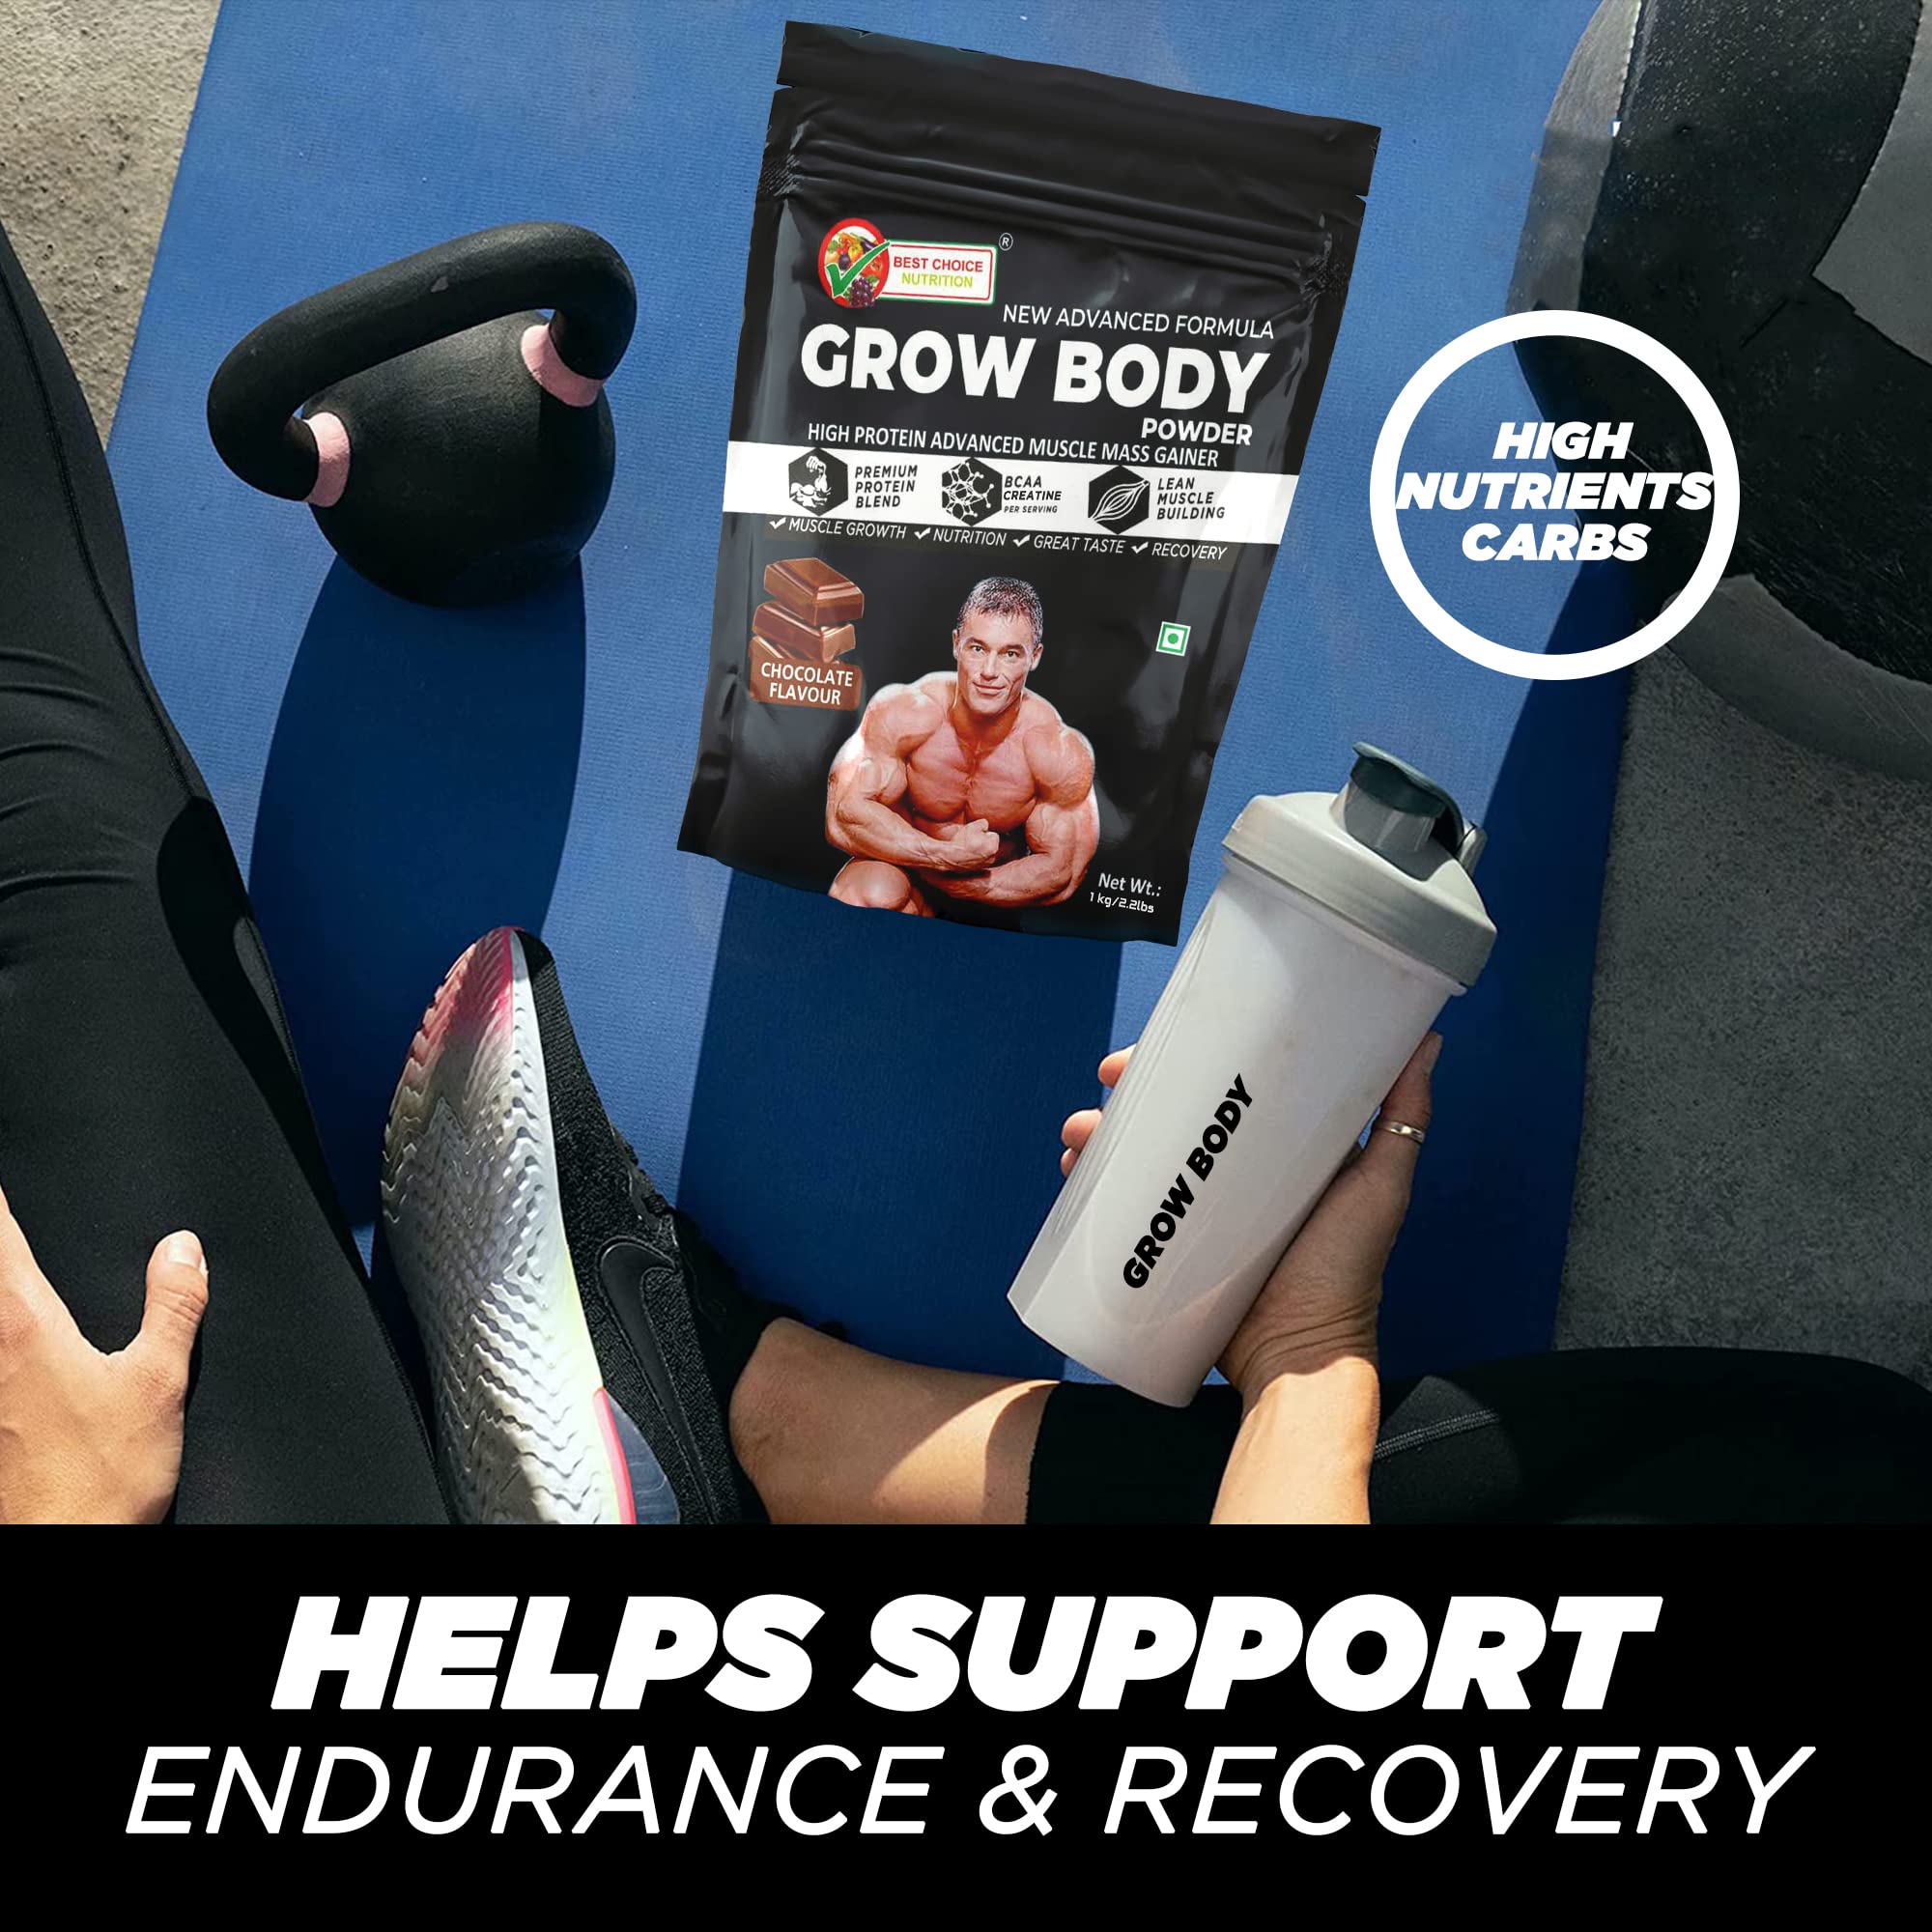 BEST CHOICE
NUTRITION
®
NEW ADVANCED FORMULA
GROW BODY
POWDER
HIGH PROTEIN ADVANCED MUSCLE MASS GAINER
PREMIUM
PROTEIN
BLEND
BCAA
CREATINE
PER SERVING
LEAN
MUSCLE
BUILDING
MUSCLE GROWTH NUTRITION GREAT TASTE RECOVERY
CHOCOLATE
FLAVOUR
Net Wt.:
1 kg/2.2lbs
HIGH
NUTRIENTS
CARBS
GROW BODY
HELPS SUPPORT
ENDURANCE & RECOVERY